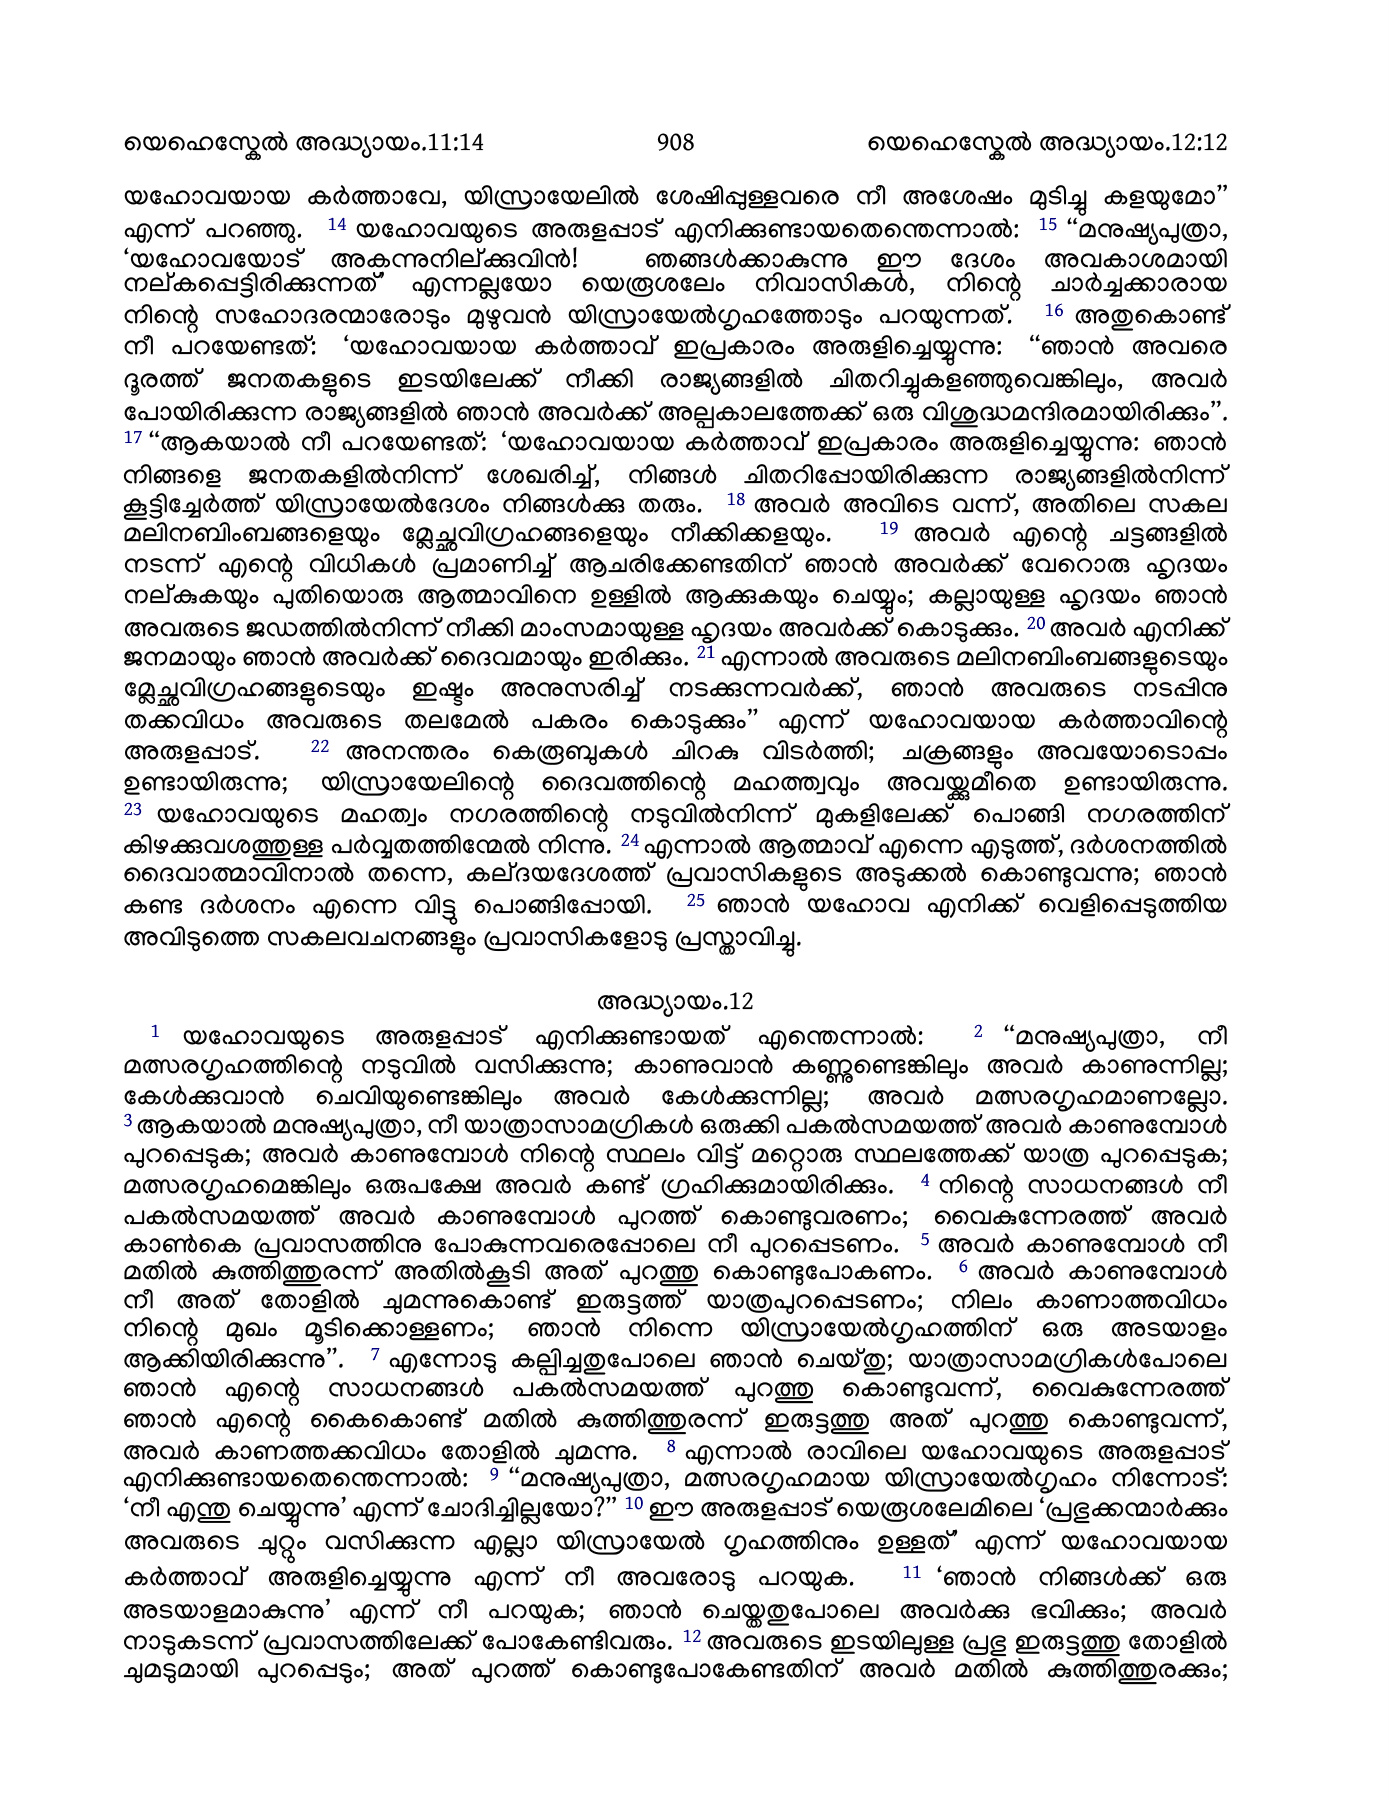 യെഹെസ്കേൽ അദ്ധ്യായം.11:14 908 യെഹെസ്കേൽ അദ്ധ്യായം.12:12
യഹോവയായ കർത്താവേ, യിസ്രായേലിൽ ശേഷിപ്പുള്ളവരെ നീ അശേഷം മുടിച്ചു കളയുമോ”
എന്ന് പറഞ്ഞു. 14 യഹോവയുടെ അരുളപ്പാട് എനിക്കുണ്ടായതെന്തെന്നാൽ: 15 “മനുഷ്യപുത്രാ,
‘യഹോവയോട് അകന്നുനില്ക്കുവിൻ! ഞങ്ങൾക്കാകുന്നു ഈ ദേശം അവകാശമായി
നല്കപ്പെട്ടിരിക്കുന്നത്’ എന്നല്ലയോ യെരൂശലേം നിവാസികൾ, നിന്റെ ചാർച്ചക്കാരായ
നിന്റെ സഹോദരന്മാരോടും മുഴുവൻ യിസ്രായേൽഗൃഹത്തോടും പറയുന്നത്. 16 അതുകൊണ്ട്
നീ പറയേണ്ടത്: ‘യഹോവയായ കർത്താവ് ഇപ്രകാരം അരുളിച്ചെയ്യുന്നു: “ഞാൻ അവരെ
ദൂരത്ത് ജനതകളുടെ ഇടയിലേക്ക് നീക്കി രാജ്യങ്ങളിൽ ചിതറിച്ചുകളഞ്ഞുവെങ്കിലും, അവർ
പോയിരിക്കുന്ന രാജ്യങ്ങളിൽ ഞാൻ അവർക്ക് അല്പകാലത്തേക്ക് ഒരു വിശുദ്ധമന്ദിരമായിരിക്കും”.
17 “ആകയാൽ നീ പറയേണ്ടത്: ‘യഹോവയായ കർത്താവ് ഇപ്രകാരം അരുളിച്ചെയ്യുന്നു: ഞാൻ
നിങ്ങളെ ജനതകളിൽനിന്ന് ശേഖരിച്ച്, നിങ്ങൾ ചിതറിപ്പോയിരിക്കുന്ന രാജ്യങ്ങളിൽനിന്ന്
കൂട്ടിച്ചേർത്ത് യിസ്രായേൽദേശം നിങ്ങൾക്കു തരും. 18 അവർ അവിടെ വന്ന്, അതിലെ സകല
മലിനബിംബങ്ങളെയും മ്ലേച്ഛവിഗ്രഹങ്ങളെയും നീക്കിക്കളയും. 19 അവർ എന്റെ ചട്ടങ്ങളിൽ
നടന്ന് എന്റെ വിധികൾ പ്രമാണിച്ച് ആചരിക്കേണ്ടതിന് ഞാൻ അവർക്ക് വേറൊരു ഹൃദയം
നല്കുകയും പുതിയൊരു ആത്മാവിനെ ഉള്ളിൽ ആക്കുകയും ചെയ്യും; കല്ലായുള്ള ഹൃദയം ഞാൻ
അവരുടെ ജഡത്തിൽനിന്ന് നീക്കി മാംസമായുള്ള ഹൃദയം അവർക്ക് കൊടുക്കും. 20 അവർ എനിക്ക്
ജനമായും ഞാൻ അവർക്ക് ദൈവമായും ഇരിക്കും. 21 എന്നാൽ അവരുടെ മലിനബിംബങ്ങളുടെയും
മ്ലേച്ഛവിഗ്രഹങ്ങളുടെയും ഇഷ്ടം അനുസരിച്ച് നടക്കുന്നവർക്ക്, ഞാൻ അവരുടെ നടപ്പിനു
തക്കവിധം അവരുടെ തലമേൽ പകരം കൊടുക്കും” എന്ന് യഹോവയായ കർത്താവിന്റെ
അരുളപ്പാട്. 22 അനന്തരം കെരൂബുകൾ ചിറകു വിടർത്തി; ചക്രങ്ങളും അവയോടൊപ്പം
ഉണ്ടായിരുന്നു; യിസ്രായേലിന്റെ ദൈവത്തിന്റെ മഹത്ത്വവും അവയ്ക്കുമീതെ ഉണ്ടായിരുന്നു.
23 യഹോവയുടെ മഹത്വം നഗരത്തിന്റെ നടുവിൽനിന്ന് മുകളിലേക്ക് പൊങ്ങി നഗരത്തിന്
കിഴക്കുവശത്തുള്ള പർവ്വതത്തിന്മേൽ നിന്നു. 24 എന്നാൽ ആത്മാവ് എന്നെ എടുത്ത്, ദർശനത്തിൽ
ദൈവാത്മാവിനാൽ തന്നെ, കല്ദയദേശത്ത് പ്രവാസികളുടെ അടുക്കൽ കൊണ്ടുവന്നു; ഞാൻ
കണ്ട ദർശനം എന്നെ വിട്ടു പൊങ്ങിപ്പോയി. 25 ഞാൻ യഹോവ എനിക്ക് വെളിപ്പെടുത്തിയ
അവിടുത്തെ സകലവചനങ്ങളും പ്രവാസികളോടു പ്രസ്താവിച്ചു.
അദ്ധ്യായം.12
1 യഹോവയുടെ അരുളപ്പാട് എനിക്കുണ്ടായത് എന്തെന്നാൽ: 2 “മനുഷ്യപുത്രാ, നീ
മത്സരഗൃഹത്തിന്റെ നടുവിൽ വസിക്കുന്നു; കാണുവാൻ കണ്ണുണ്ടെങ്കിലും അവർ കാണുന്നില്ല;
കേൾക്കുവാൻ ചെവിയുണ്ടെങ്കിലും അവർ കേൾക്കുന്നില്ല; അവർ മത്സരഗൃഹമാണല്ലോ.
3 ആകയാൽ മനുഷ്യപുത്രാ, നീ യാത്രാസാമഗ്രികൾ ഒരുക്കി പകൽസമയത്ത് അവർ കാണുമ്പോൾ
പുറപ്പെടുക; അവർ കാണുമ്പോൾ നിന്റെ സ്ഥലം വിട്ട് മറ്റൊരു സ്ഥലത്തേക്ക് യാത്ര പുറപ്പെടുക;
മത്സരഗൃഹമെങ്കിലും ഒരുപക്ഷേ അവർ കണ്ട് ഗ്രഹിക്കുമായിരിക്കും. 4 നിന്റെ സാധനങ്ങൾ നീ
പകൽസമയത്ത് അവർ കാണുമ്പോൾ പുറത്ത് കൊണ്ടുവരണം; വൈകുന്നേരത്ത് അവർ
കാൺകെ പ്രവാസത്തിനു പോകുന്നവരെപ്പോലെ നീ പുറപ്പെടണം. 5 അവർ കാണുമ്പോൾ നീ
മതിൽ കുത്തിത്തുരന്ന് അതിൽകൂടി അത് പുറത്തു കൊണ്ടുപോകണം. 6 അവർ കാണുമ്പോൾ
നീ അത് തോളിൽ ചുമന്നുകൊണ്ട് ഇരുട്ടത്ത് യാത്രപുറപ്പെടണം; നിലം കാണാത്തവിധം
നിന്റെ മുഖം മൂടിക്കൊള്ളണം; ഞാൻ നിന്നെ യിസ്രായേൽഗൃഹത്തിന് ഒരു അടയാളം
ആക്കിയിരിക്കുന്നു”. 7 എന്നോടു കല്പിച്ചതുപോലെ ഞാൻ ചെയ്തു; യാത്രാസാമഗ്രികൾപോലെ
ഞാൻ എന്റെ സാധനങ്ങൾ പകൽസമയത്ത് പുറത്തു കൊണ്ടുവന്ന്, വൈകുന്നേരത്ത്
ഞാൻ എന്റെ കൈകൊണ്ട് മതിൽ കുത്തിത്തുരന്ന് ഇരുട്ടത്തു അത് പുറത്തു കൊണ്ടുവന്ന്,
അവർ കാണത്തക്കവിധം തോളിൽ ചുമന്നു. 8 എന്നാൽ രാവിലെ യഹോവയുടെ അരുളപ്പാട്
എനിക്കുണ്ടായതെന്തെന്നാൽ: 9 “മനുഷ്യപുത്രാ, മത്സരഗൃഹമായ യിസ്രായേൽഗൃഹം നിന്നോട്:
‘നീ എന്തു ചെയ്യുന്നു’ എന്ന് ചോദിച്ചില്ലയോ?” 10 ഈ അരുളപ്പാട് യെരൂശലേമിലെ ‘പ്രഭുക്കന്മാർക്കും
അവരുടെ ചുറ്റും വസിക്കുന്ന എല്ലാ യിസ്രായേൽ ഗൃഹത്തിനും ഉള്ളത്’ എന്ന് യഹോവയായ
കർത്താവ് അരുളിച്ചെയ്യുന്നു എന്ന് നീ അവരോടു പറയുക. 11 ‘ഞാൻ നിങ്ങൾക്ക് ഒരു
അടയാളമാകുന്നു’ എന്ന് നീ പറയുക; ഞാൻ ചെയ്തതുപോലെ അവർക്കു ഭവിക്കും; അവർ
നാടുകടന്ന് പ്രവാസത്തിലേക്ക് പോകേണ്ടിവരും. 12 അവരുടെ ഇടയിലുള്ള പ്രഭു ഇരുട്ടത്തു തോളിൽ
ചുമടുമായി പുറപ്പെടും; അത് പുറത്ത് കൊണ്ടുപോകേണ്ടതിന് അവർ മതിൽ കുത്തിത്തുരക്കും;